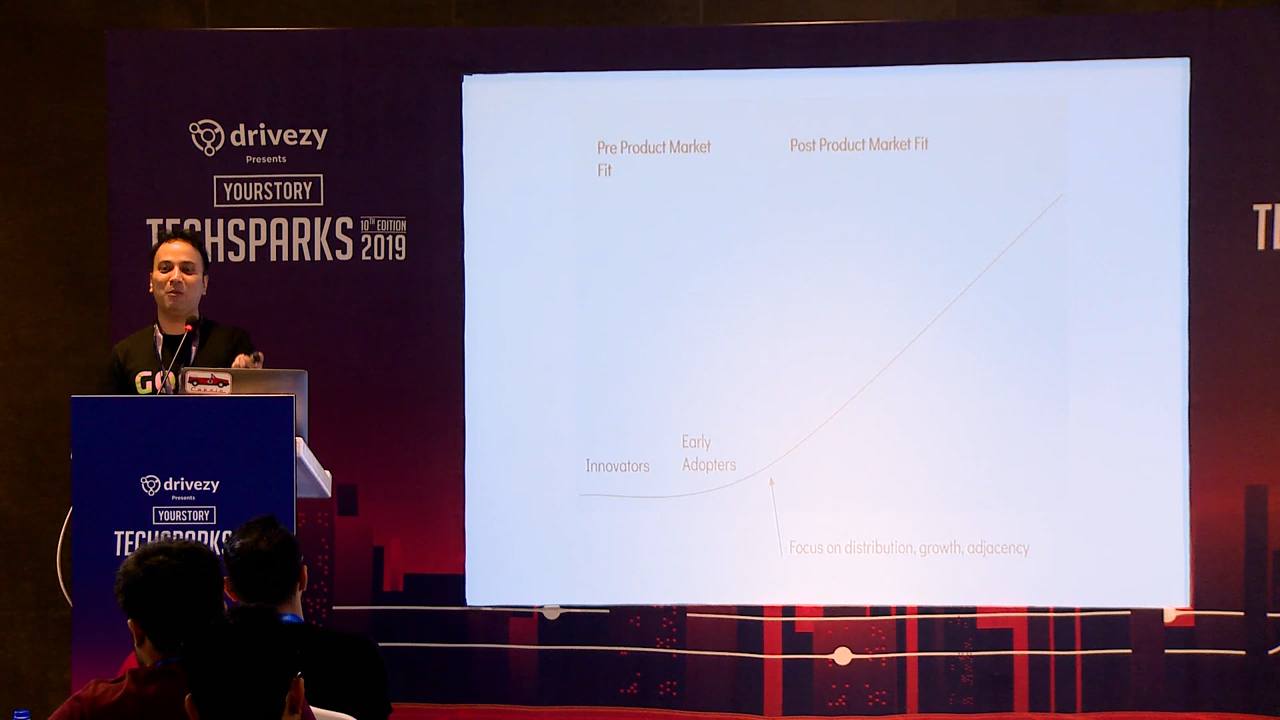 drivezy
Presents
YOURSTORY
TECHSPARKS
10TH EDITION
2019
Pre Product Market
Fit
Post Product Market Fit
Innovators
Early
Adopters
Focus on distribution, growth, adjacency
drivezy
Presents
YOURSTORY
TECHSPARKS